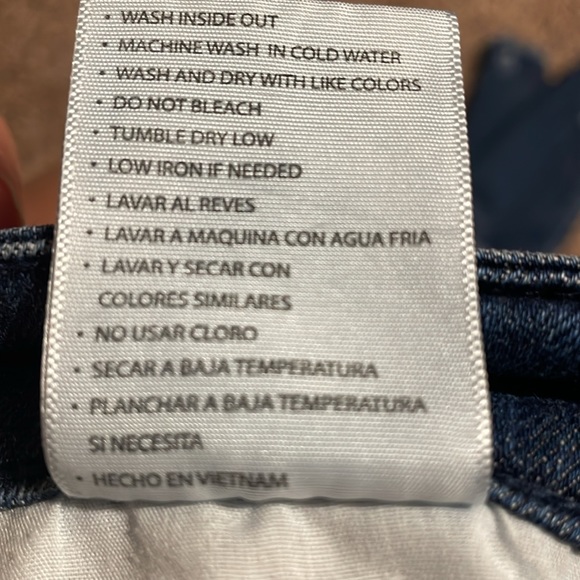 • WASH INSIDE OUT
• MACHINE WASH IN COLD WATER
• WASH AND DRY WITH LIKE COLORS
• DO NOT BLEACH
• TUMBLE DRY LOW
• LOW IRON IF NEEDED
• LAVAR AL REVES
• LAVAR A MAQUINA CON AGUA FRIA
• LAVAR Y SECAR CON
COLORES SIMILARES
• NO USAR CLORO
• SECAR A BAJA TEMPERATURA
• PLANCHAR A BAJA TEMPERATURA
SI NECESITA
• HECHO EN VIETNAM